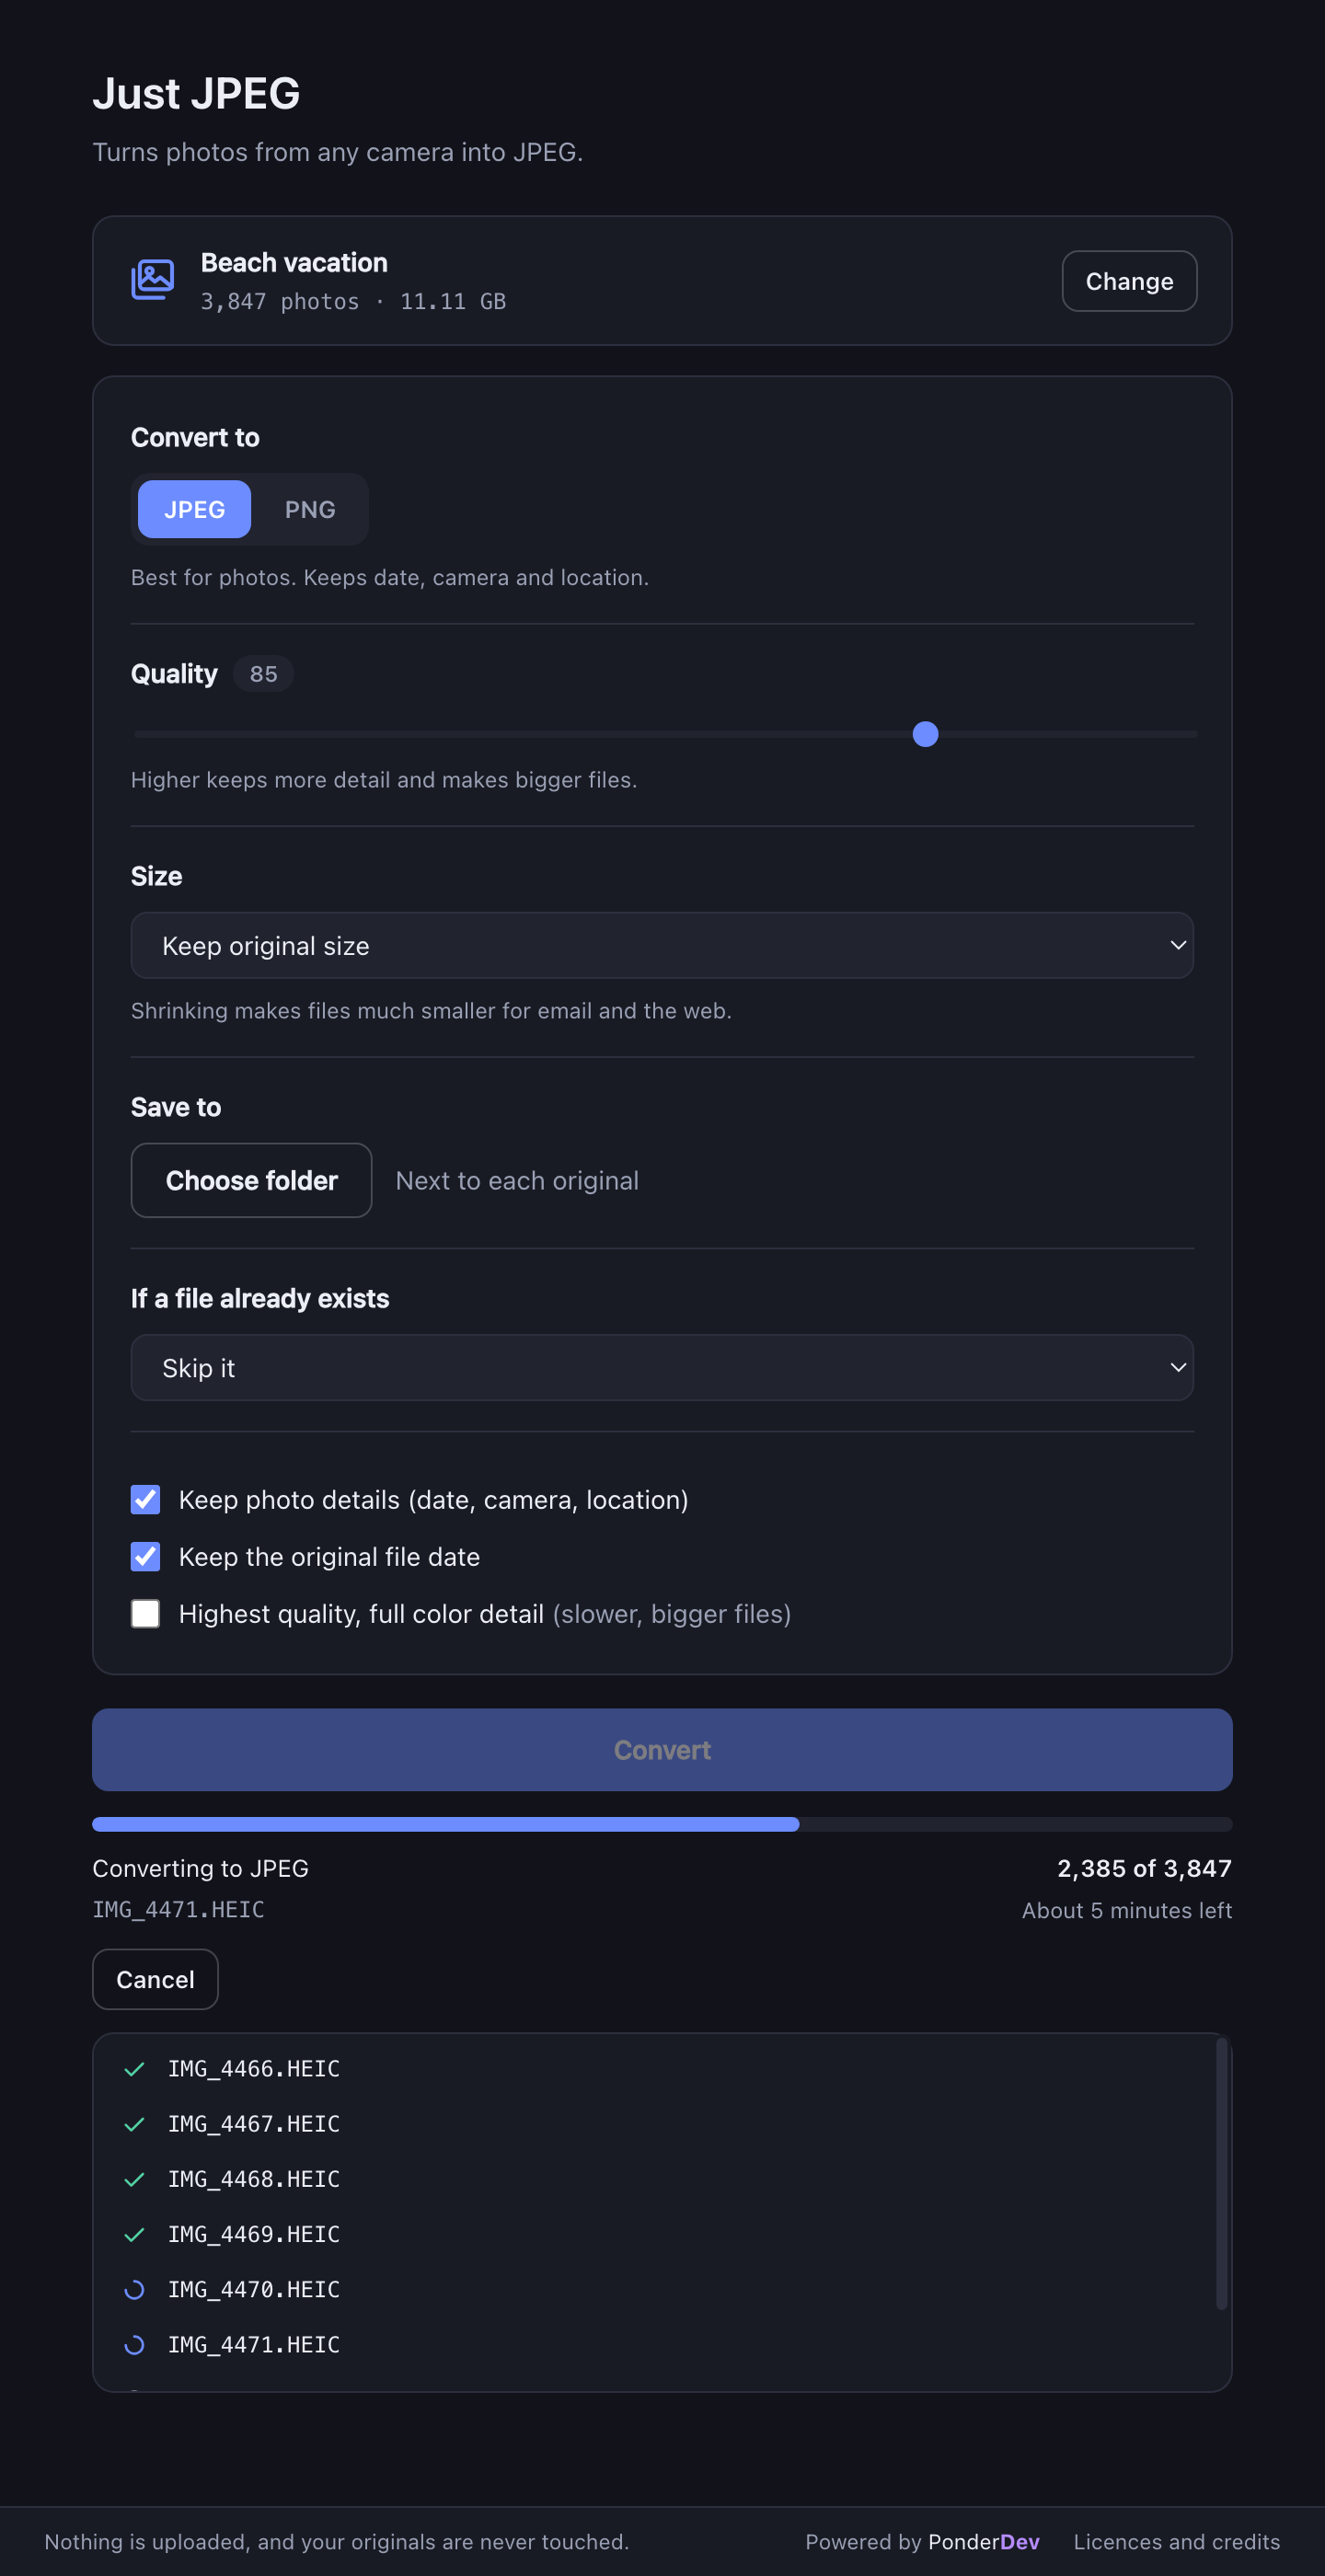 Just JPEG
Turns photos from any camera into JPEG.
Beach vacation
3,847 photos · 11.11 GB
Change
Convert to
JPEG PNG
Best for photos. Keeps date, camera and location.
Quality 85
Higher keeps more detail and makes bigger files.
Size
Keep original size
Shrinking makes files much smaller for email and the web.
Save to
Choose folder Next to each original
If a file already exists
Skip it
Keep photo details (date, camera, location)
Keep the original file date
Highest quality, full color detail (slower, bigger files)
Convert
Converting to JPEG 2,385 of 3,847
IMG_4471.HEIC About 5 minutes left
Cancel
IMG_4466.HEIC
IMG_4467.HEIC
IMG_4468.HEIC
IMG_4469.HEIC
IMG_4470.HEIC
IMG_4471.HEIC
Nothing is uploaded, and your originals are never touched. Powered by PonderDev Licences and credits